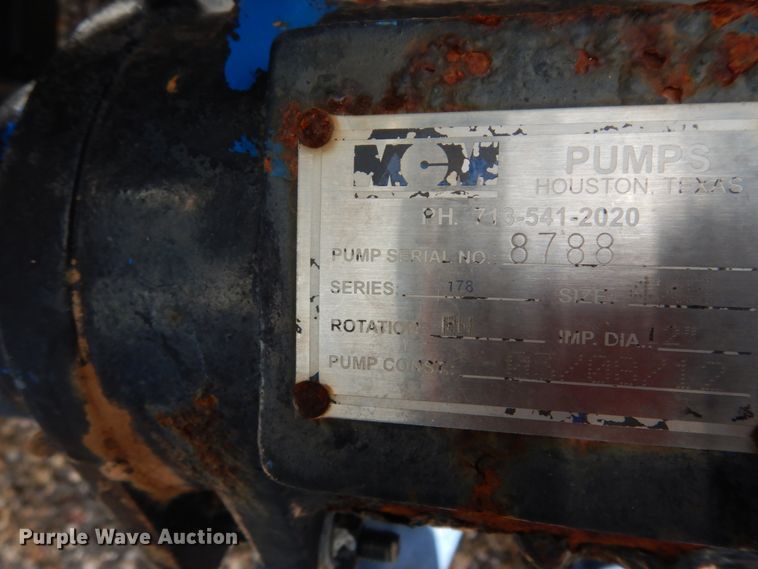 MCM PUMPS
HOUSTON, TEXAS
PH. 713-541-2020
PUMP SERIAL NO. 8788
SERIES: 178 SIZE:
ROTATION: IMP. DIA.
PUMP CONST.
Purple Wave Auction